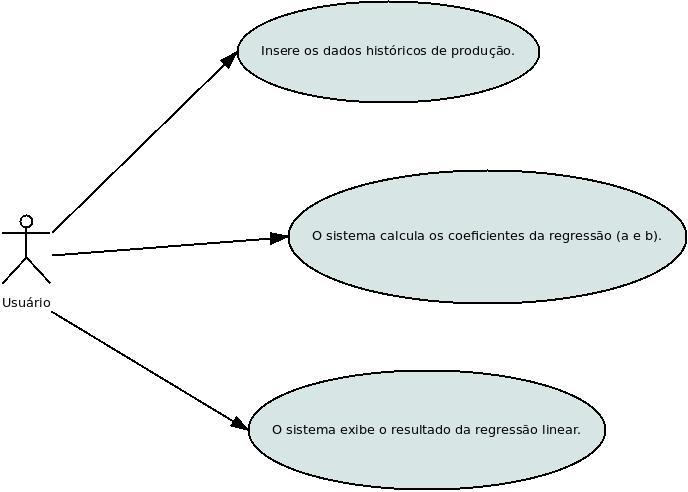 Insere os dados históricos de produção.
O sistema calcula os coeficientes da regressão (a e b).
Usuário
O sistema exibe o resultado da regressão linear.